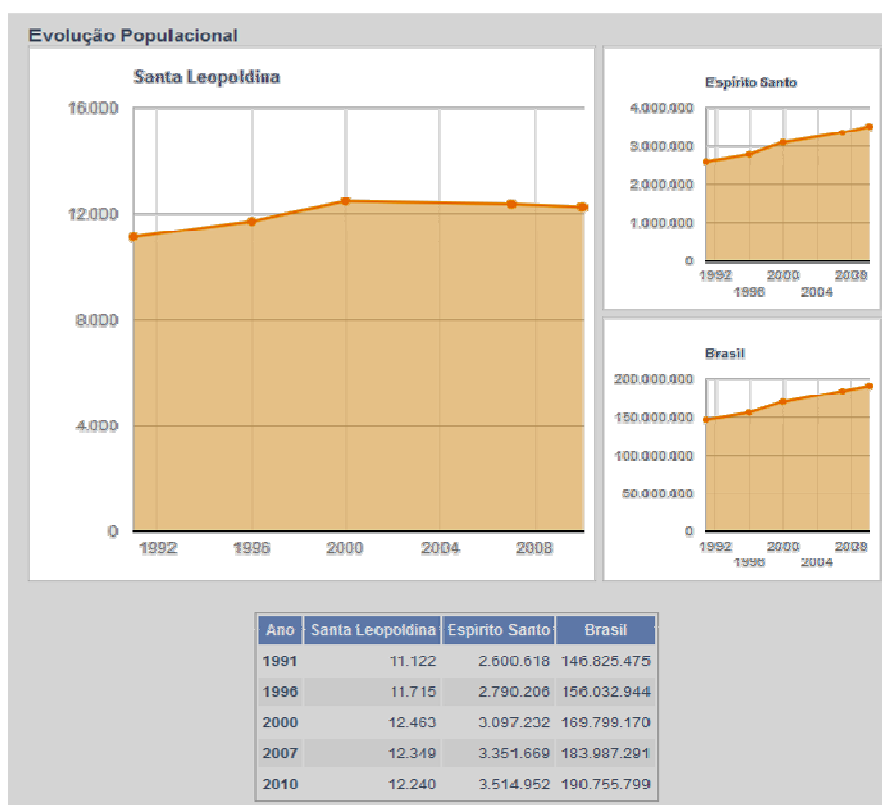 Evolução Populacional
Santa Leopoldina
16.000
12.000
8.000
4.000
0
1992 1996 2000 2004 2008
Espírito Santo
4.000.000
3.000.000
2.000.000
1.000.000
0
1992 2000 2008
1996 2004
Brasil
200.000.000
150.000.000
100.000.000
50.000.000
0
1992 2000 2008
1996 2004
Ano Santa Leopoldina Espírito Santo Brasil
1991 11.122 2.600.618 146.825.475
1996 11.715 2.790.206 156.032.944
2000 12.463 3.097.232 169.799.170
2007 12.349 3.351.669 183.987.291
2010 12.240 3.514.952 190.755.799